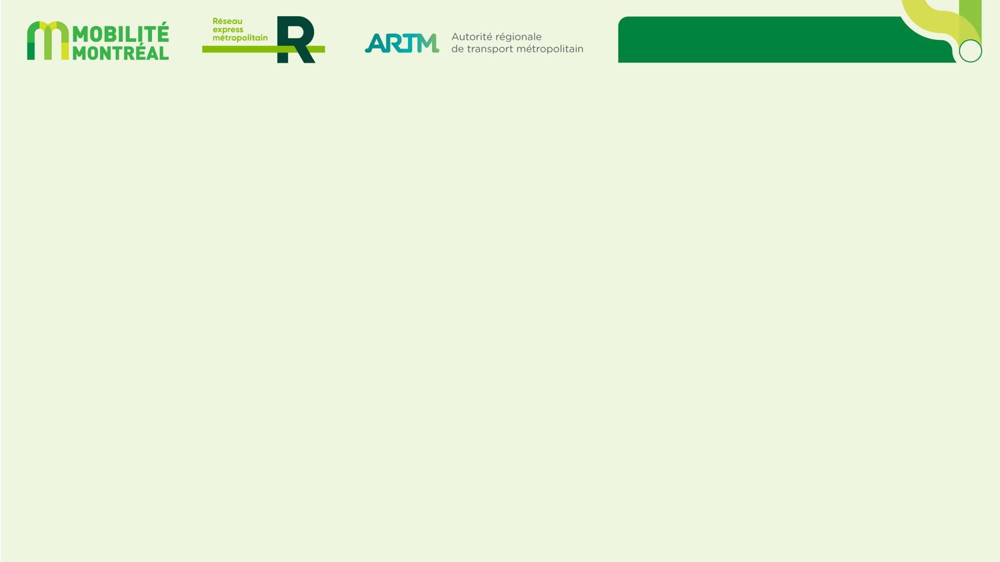 MOBILITÉ
MONTRÉAL
Réseau
express
métropolitain
R
ARTM
Autorité régionale
de transport métropolitain